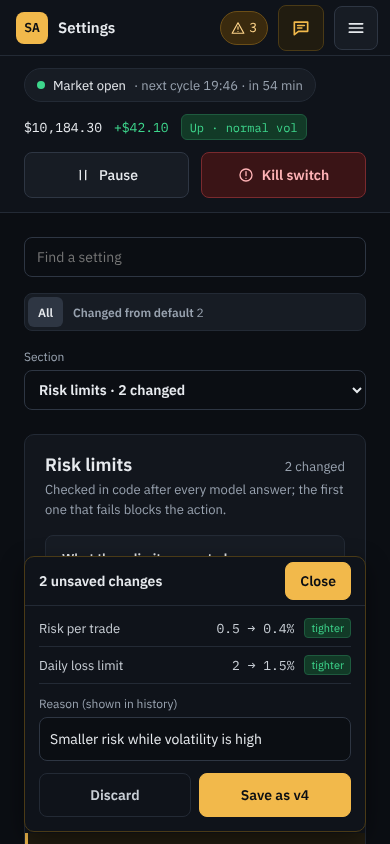 SA Settings 3
Market open · next cycle 19:46 · in 54 min
$10,184.30 +$42.10 Up · normal vol
Pause Kill switch
Find a setting
All Changed from default 2
Section
Risk limits · 2 changed
Risk limits 2 changed
Checked in code after every model answer; the first
one that fails blocks the action.
2 unsaved changes Close
Risk per trade 0.5 → 0.4% tighter
Daily loss limit 2 → 1.5% tighter
Reason (shown in history)
Smaller risk while volatility is high
Discard Save as v4